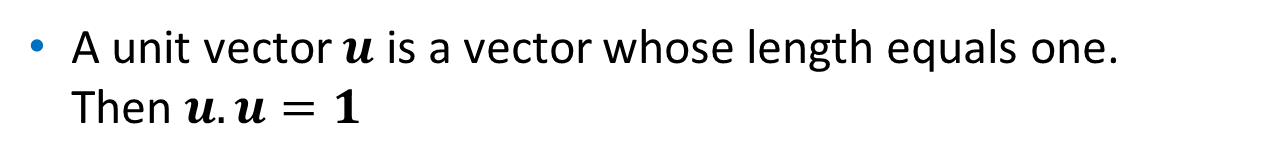 • A unit vector u is a vector whose length equals one.
Then u. u = 1